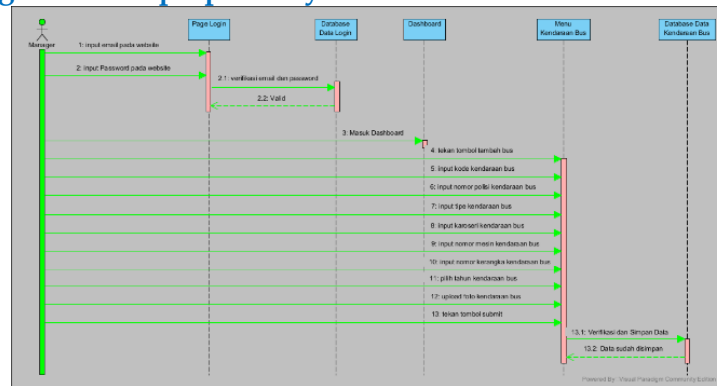 Page Login
Database
Data Login
Dashboard
Menu
Kendaraan Bus
Database Data
Kendaraan Bus
Manager
1: input email pada website
2: input Password pada website
2.1: verifikasi email dan password
2.2: Valid
3: Masuk Dashboard
4: tekan tombol tambah bus
5: input kode kendaraan bus
6: input nomor polisi kendaraan bus
7: input tipe kendaraan bus
8: input karoseri kendaraan bus
9: input nomor mesin kendaraan bus
10: input nomor kerangka kendaraan bus
11: pilih tahun kendaraan bus
12: upload foto kendaraan bus
13: tekan tombol submit
13.1: Verifikasi dan Simpan Data
13.2: Data sudah disimpan
Powered By: Visual Paradigm Community Edition